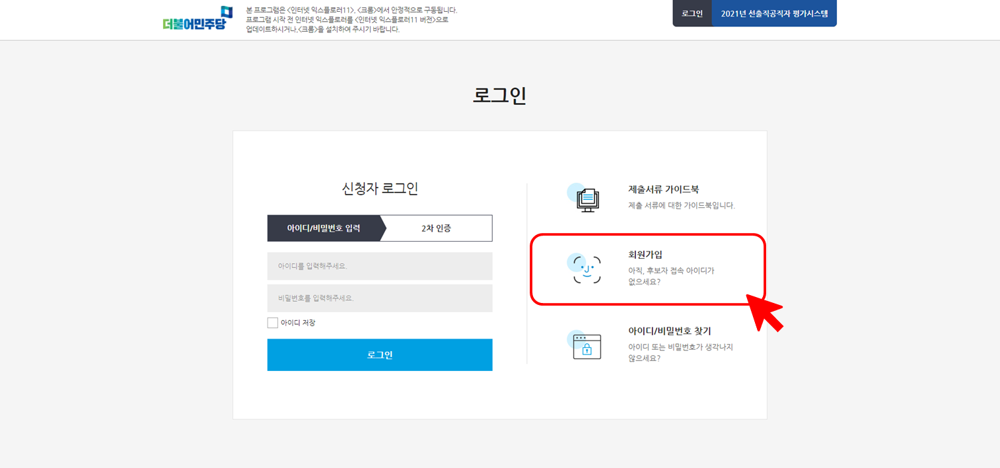 더불어민주당
본 프로그램은 <인터넷 익스플로러11>, <크롬>에서 안정적으로 구동됩니다.
프로그램 시작 전 인터넷 익스플로러를 <인터넷 익스플로러11 버전>으로
업데이트하시거나,<크롬>을 설치하여 주시기 바랍니다.
로그인
2021년 선출직공직자 평가시스템
로그인
신청자 로그인
아이디/비밀번호 입력
2차 인증
아이디를 입력해주세요.
비밀번호를 입력해주세요.
아이디 저장
로그인
제출서류 가이드북
제출 서류에 대한 가이드북입니다.
회원가입
아직, 후보자 접속 아이디가
없으세요?
아이디/비밀번호 찾기
아이디 또는 비밀번호가 생각나지
않으세요?